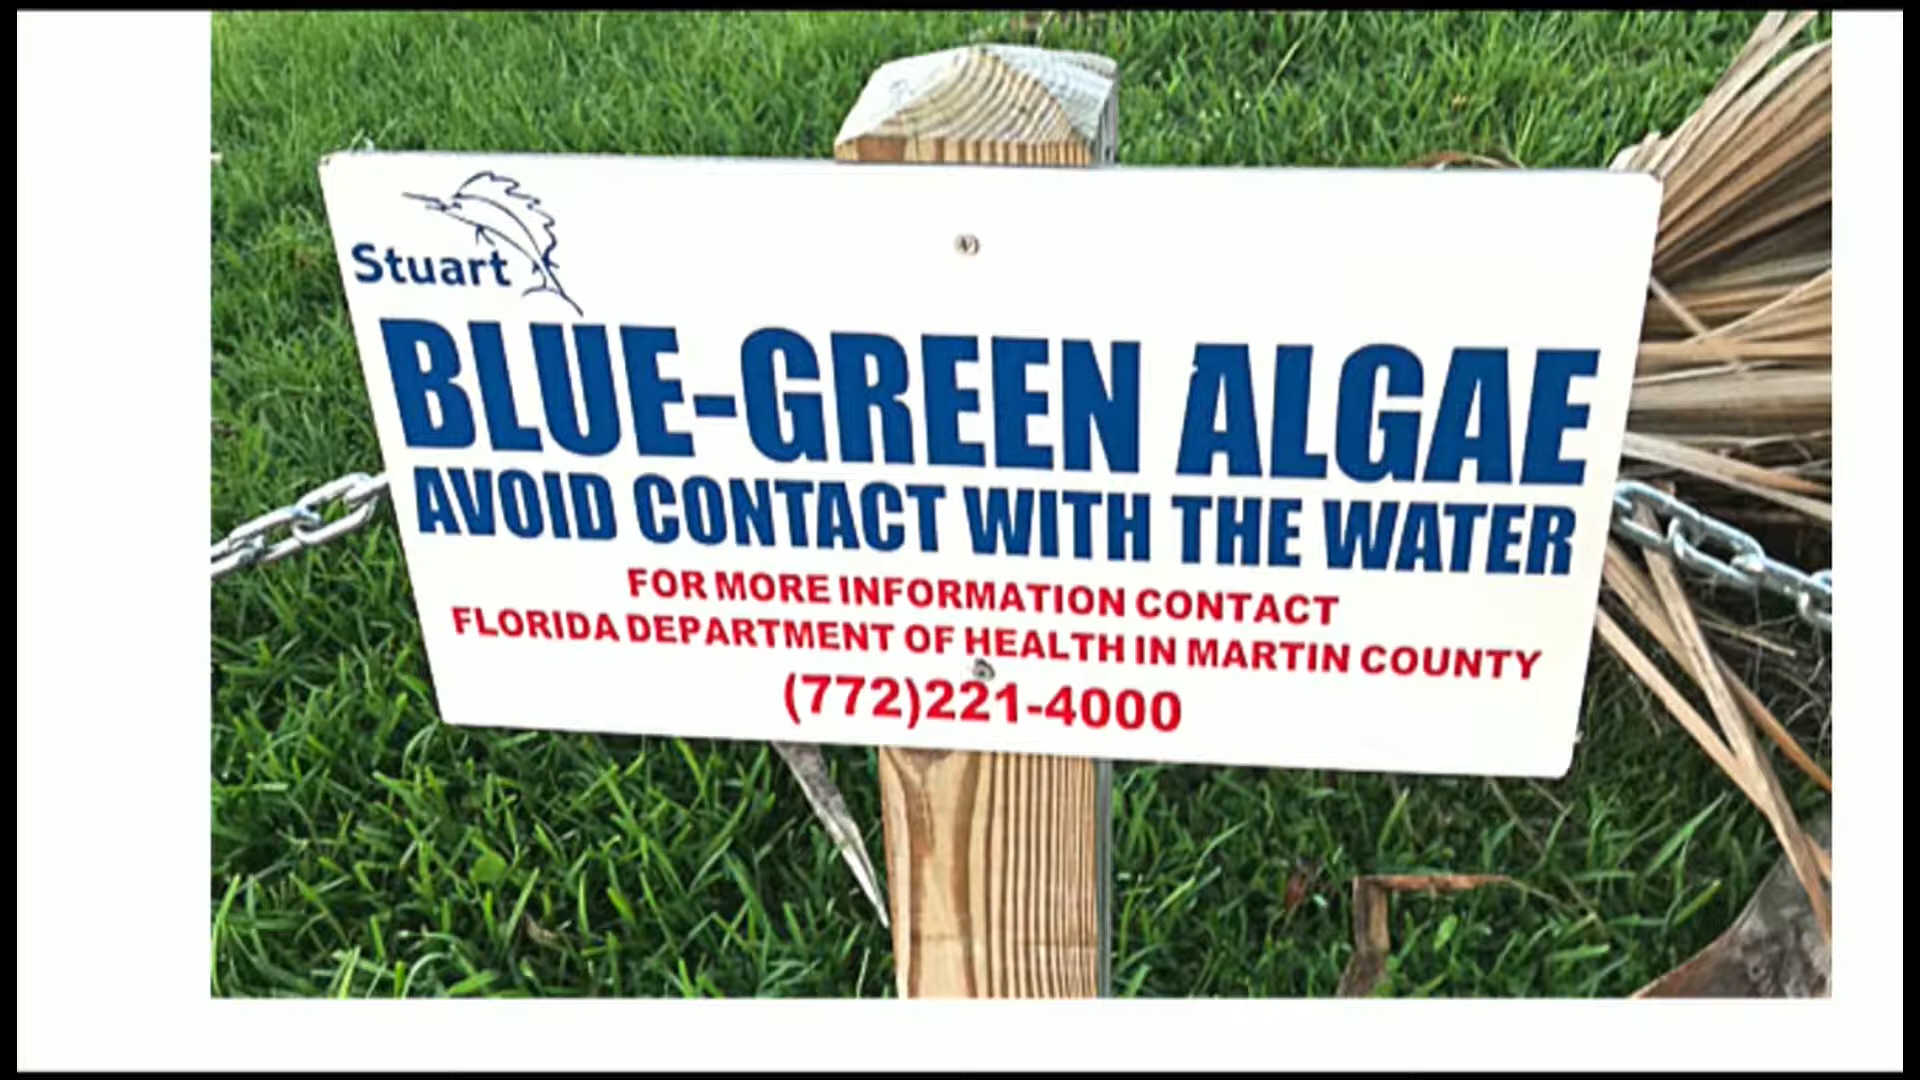 Stuart
BLUE-GREEN ALGAE
AVOID CONTACT WITH THE WATER
FOR MORE INFORMATION CONTACT
FLORIDA DEPARTMENT OF HEALTH IN MARTIN COUNTY
(772)221-4000